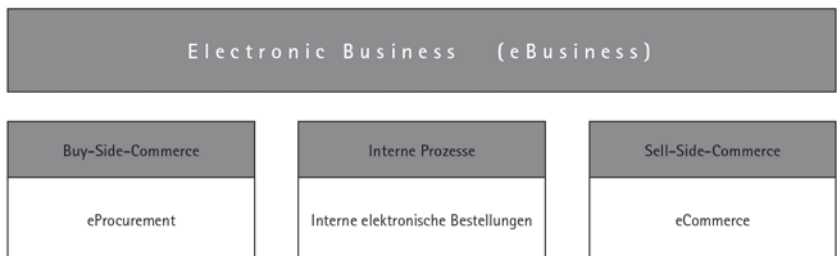 Electronic Business (eBusiness)
Buy-Side-Commerce
Interne Prozesse
Sell-Side-Commerce
eProcurement
Interne elektronische Bestellungen
eCommerce